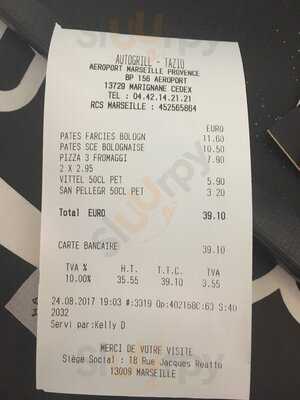 AUTOGRILL - TAZIO
AEROPORT MARSEILLE PROVENCE
BP 156 AEROPORT
13729 MARIGNANE CEDEX
TEL : 04.42.14.21.21
RCS MARSEILLE : 452565864
EURO
PATES FARCIES BOLOGN 11.60
PATES SCE BOLOGNAISE 10.50
PIZZA 3 FROMAGGI 7.90
2 X 2.95
VITTEL 50CL PET 5.90
SAN PELLEGR 50CL PET 3.20
Total EURO 39.10
CARTE BANCAIRE 39.10
TVA % H.T. T.T.C. TVA
10.00% 35.55 39.10 3.55
24.08.2017 19:03 #:3319 Op:402168C:63 S:40
2032
Servi par:Kelly D
MERCI DE VOTRE VISITE
Siège Social : 18 Rue Jacques Reattu
13009 MARSEILLE
sluurpy